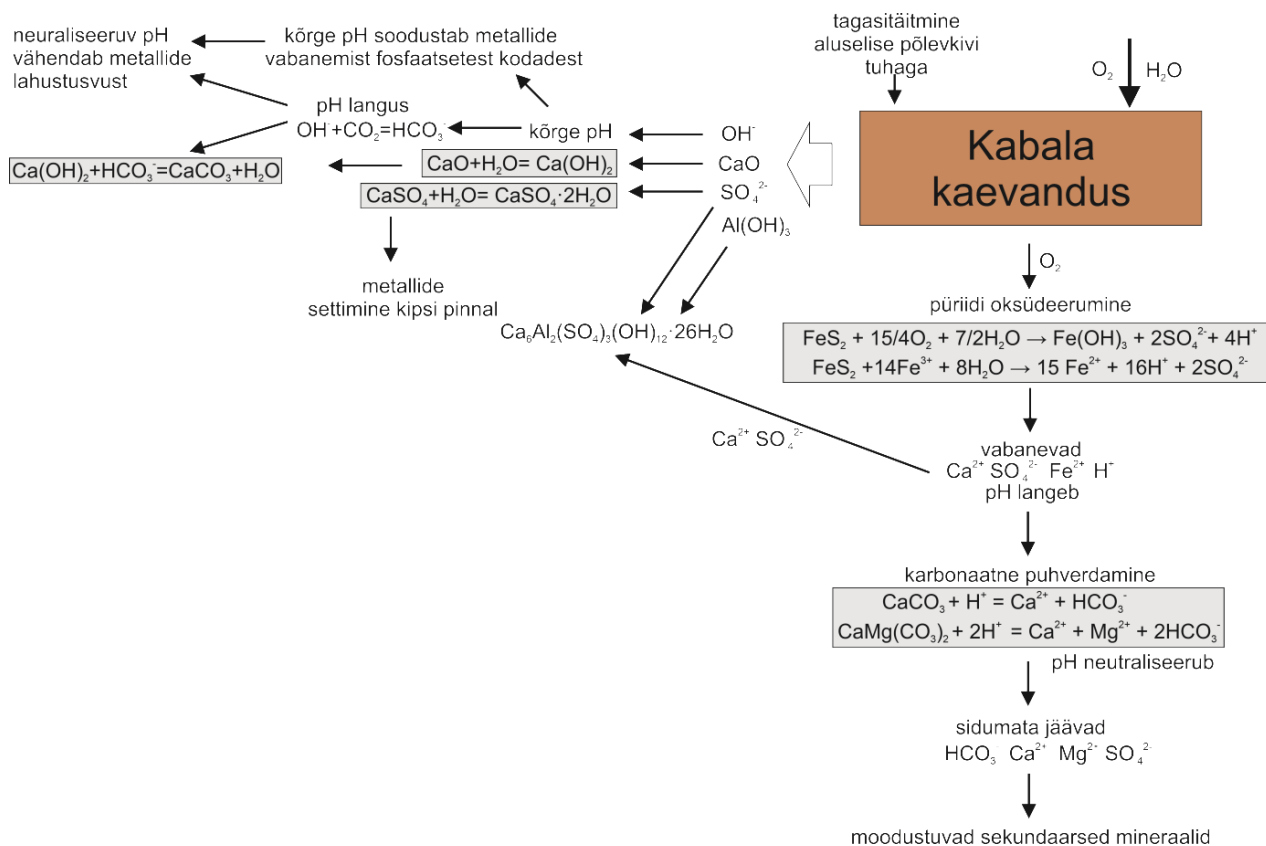 neuraliseeruv pH
vähendab metallide
lahustusvust
kõrge pH soodustab metallide
vabanemist fosfaatsetest kodadest
tagasitäitmine
aluselise põlevkivi
tuhaga
O₂ H₂O
pH langus
OH⁻+CO₂=HCO₃⁻
kõrge pH
OH⁻
Ca(OH)₂+HCO₃⁻=CaCO₃+H₂O
CaO+H₂O= Ca(OH)₂
CaO
CaSO₄+H₂O= CaSO₄·2H₂O
SO₄²⁻
Al(OH)₃
Kabala
kaevandus
metallide
settimine kipsi pinnal
Ca₆Al₂(SO₄)₃(OH)₁₂·26H₂O
O₂
püriidi oksüdeerumine
FeS₂ + 15/4O₂ + 7/2H₂O → Fe(OH)₃ + 2SO₄²⁻+ 4H⁺
FeS₂ +14Fe³⁺ + 8H₂O → 15 Fe²⁺ + 16H⁺ + 2SO₄²⁻
Ca²⁺ SO₄²⁻
vabanevad
Ca²⁺ SO₄²⁻ Fe²⁺ H⁺
pH langeb
karbonaatne puhverdamine
CaCO₃ + H⁺ = Ca²⁺ + HCO₃⁻
CaMg(CO₃)₂ + 2H⁺ = Ca²⁺ + Mg²⁺ + 2HCO₃⁻
pH neutraliseerub
sidumata jäävad
HCO₃⁻ Ca²⁺ Mg²⁺ SO₄²⁻
moodustuvad sekundaarsed mineraalid